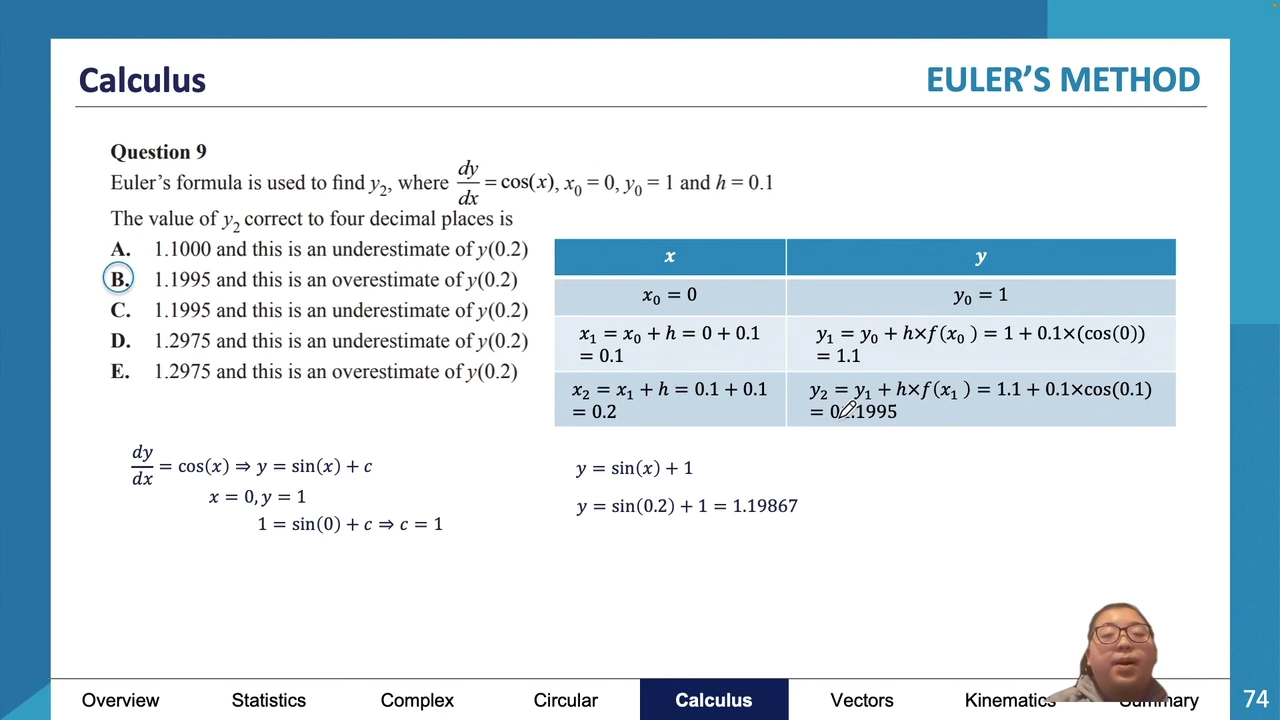 Calculus
EULER'S METHOD
Question 9
Euler's formula is used to find y₂, where dy/dx = cos(x), x₀ = 0, y₀ = 1 and h = 0.1
The value of y₂ correct to four decimal places is
A. 1.1000 and this is an underestimate of y(0.2)
B. 1.1995 and this is an overestimate of y(0.2)
C. 1.1995 and this is an underestimate of y(0.2)
D. 1.2975 and this is an underestimate of y(0.2)
E. 1.2975 and this is an overestimate of y(0.2)
x y
x₀ = 0 y₀ = 1
x₁ = x₀ + h = 0 + 0.1 y₁ = y₀ + h×f(x₀) = 1 + 0.1×(cos(0))
= 0.1 = 1.1
x₂ = x₁ + h = 0.1 + 0.1 y₂ = y₁ + h×f(x₁) = 1.1 + 0.1×cos(0.1)
= 0.2 = .1995
dy/dx = cos(x) ⇒ y = sin(x) + c
x = 0, y = 1
1 = sin(0) + c ⇒ c = 1
y = sin(x) + 1
y = sin(0.2) + 1 = 1.19867
Overview Statistics Complex Circular Calculus Vectors Kinematics Summary 74